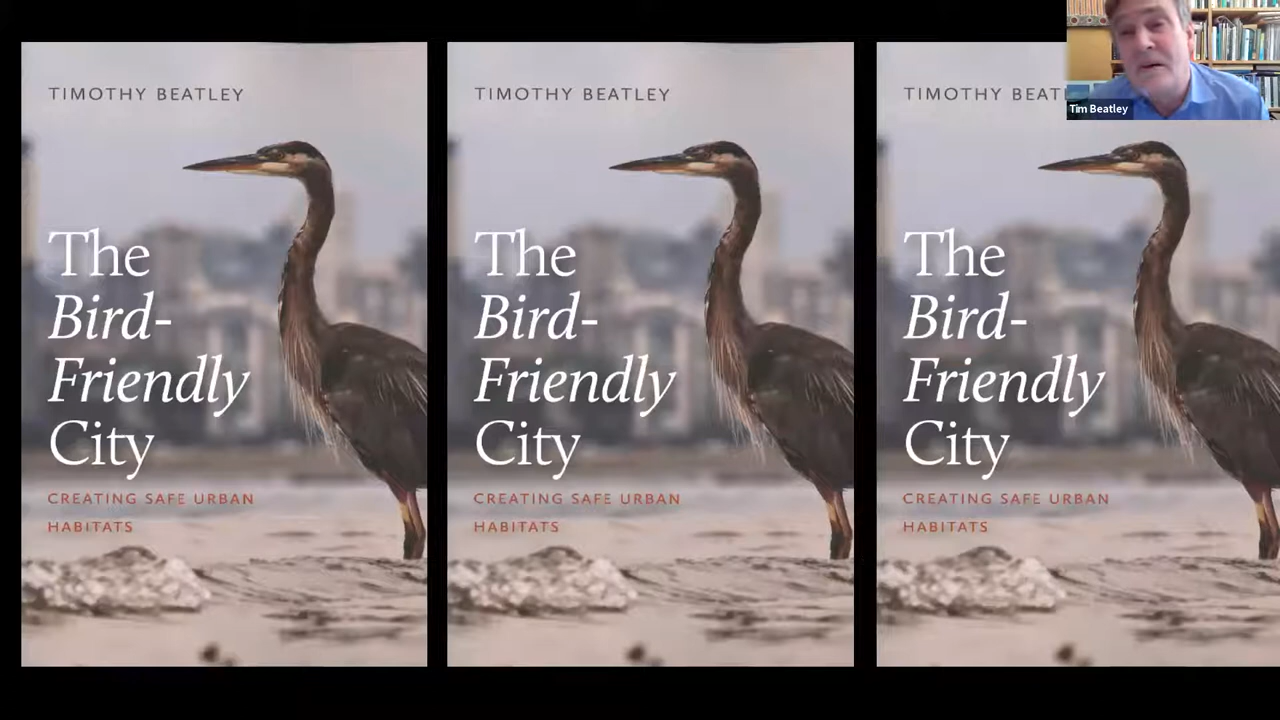 TIMOTHY BEATLEY
The
Bird-
Friendly
City
CREATING SAFE URBAN
HABITATS
TIMOTHY BEATLEY
The
Bird-
Friendly
City
CREATING SAFE URBAN
HABITATS
TIMOTHY BEAT
The
Bird-
Friendly
City
CREATING SAFE URBAN
HABITATS
Tim Beatley